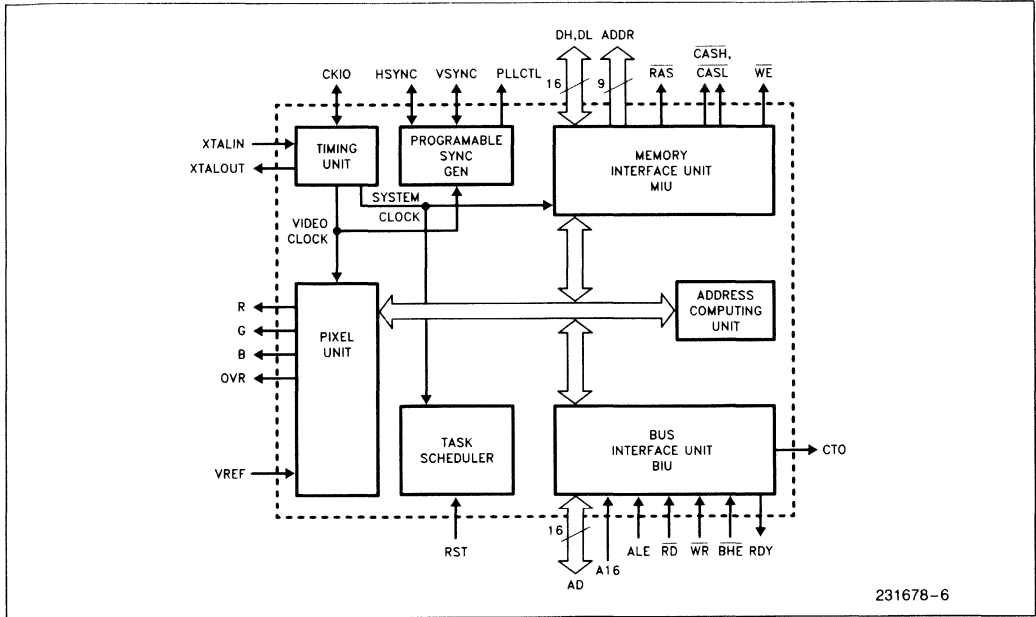 DH,DL ADDR
CASH,
CASL
RAS
WE
CKIO
HSYNC
VSYNC
PLLCTL
16
9
XTALIN
XTALOUT
TIMING
UNIT
PROGRAMABLE
SYNC
GEN
MEMORY
INTERFACE UNIT
MIU
SYSTEM
CLOCK
VIDEO
CLOCK
R
G
B
OVR
VREF
PIXEL
UNIT
ADDRESS
COMPUTING
UNIT
TASK
SCHEDULER
BUS
INTERFACE UNIT
BIU
CTO
RST
16
AD
A16
ALE
RD
WR
BHE
RDY
231678-6